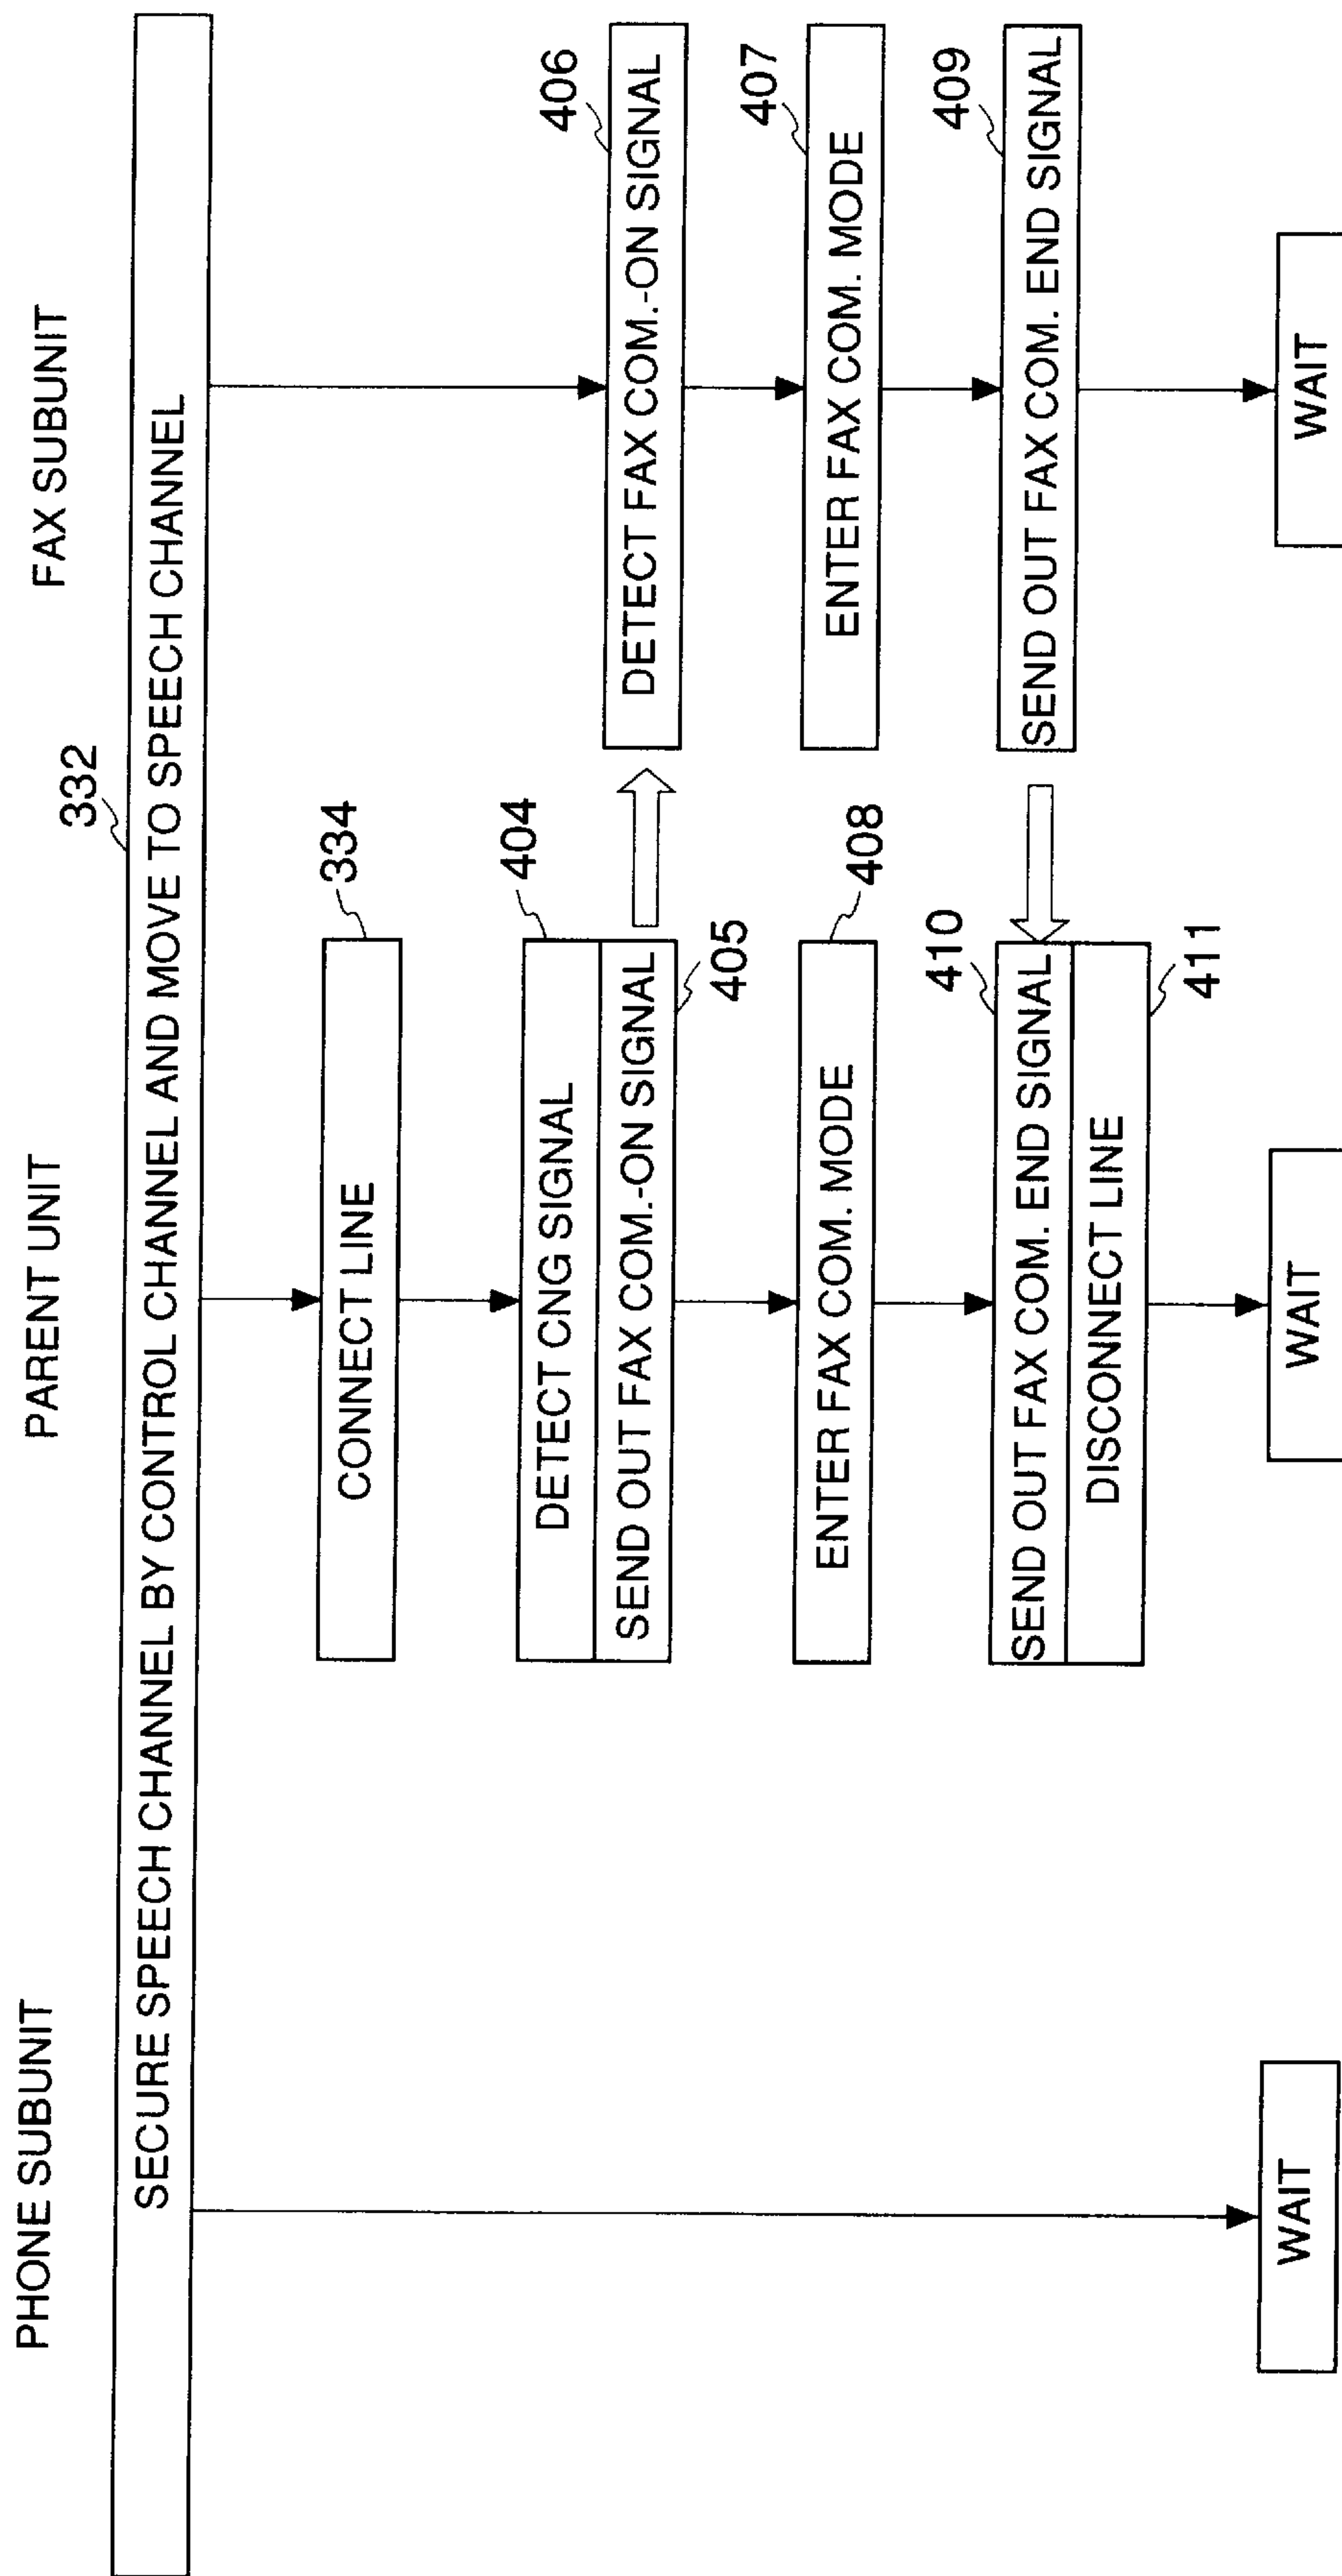 PHONE SUBUNIT
PARENT UNIT
FAX SUBUNIT
332
SECURE SPEECH CHANNEL BY CONTROL CHANNEL AND MOVE TO SPEECH CHANNEL
334
CONNECT LINE
404
DETECT CNG SIGNAL
SEND OUT FAX COM.-ON SIGNAL
405
406
DETECT FAX COM.-ON SIGNAL
408
ENTER FAX COM. MODE
407
ENTER FAX COM. MODE
410
SEND OUT FAX COM. END SIGNAL
DISCONNECT LINE
411
409
SEND OUT FAX COM. END SIGNAL
WAIT
WAIT
WAIT